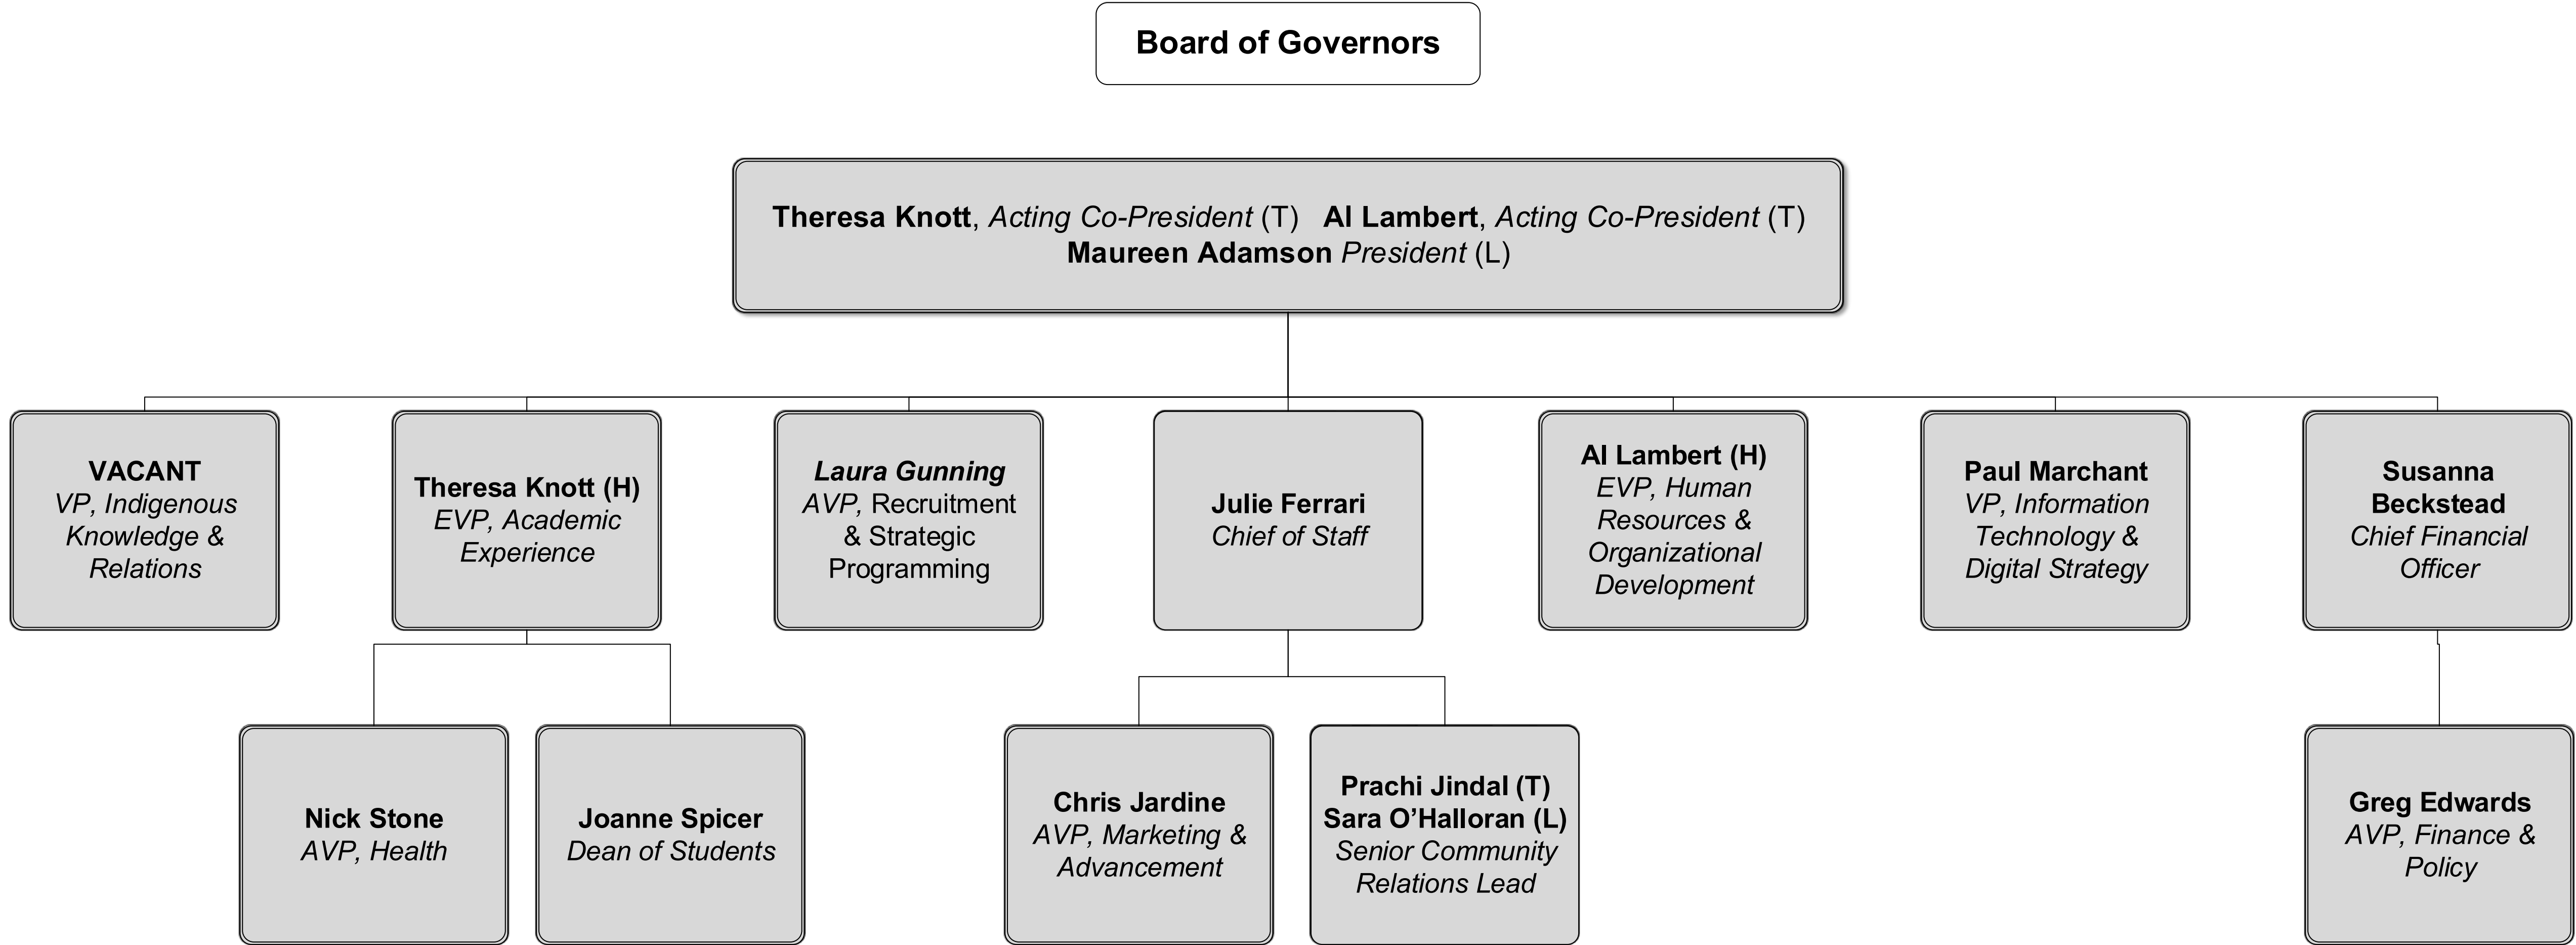 Board of Governors
Theresa Knott, Acting Co-President (T) Al Lambert, Acting Co-President (T)
Maureen Adamson President (L)
VACANT
VP, Indigenous
Knowledge &
Relations
Theresa Knott (H)
EVP, Academic
Experience
Laura Gunning
AVP, Recruitment
& Strategic
Programming
Julie Ferrari
Chief of Staff
Al Lambert (H)
EVP, Human
Resources &
Organizational
Development
Paul Marchant
VP, Information
Technology &
Digital Strategy
Susanna
Beckstead
Chief Financial
Officer
Nick Stone
AVP, Health
Joanne Spicer
Dean of Students
Chris Jardine
AVP, Marketing &
Advancement
Prachi Jindal (T)
Sara O’Halloran (L)
Senior Community
Relations Lead
Greg Edwards
AVP, Finance &
Policy